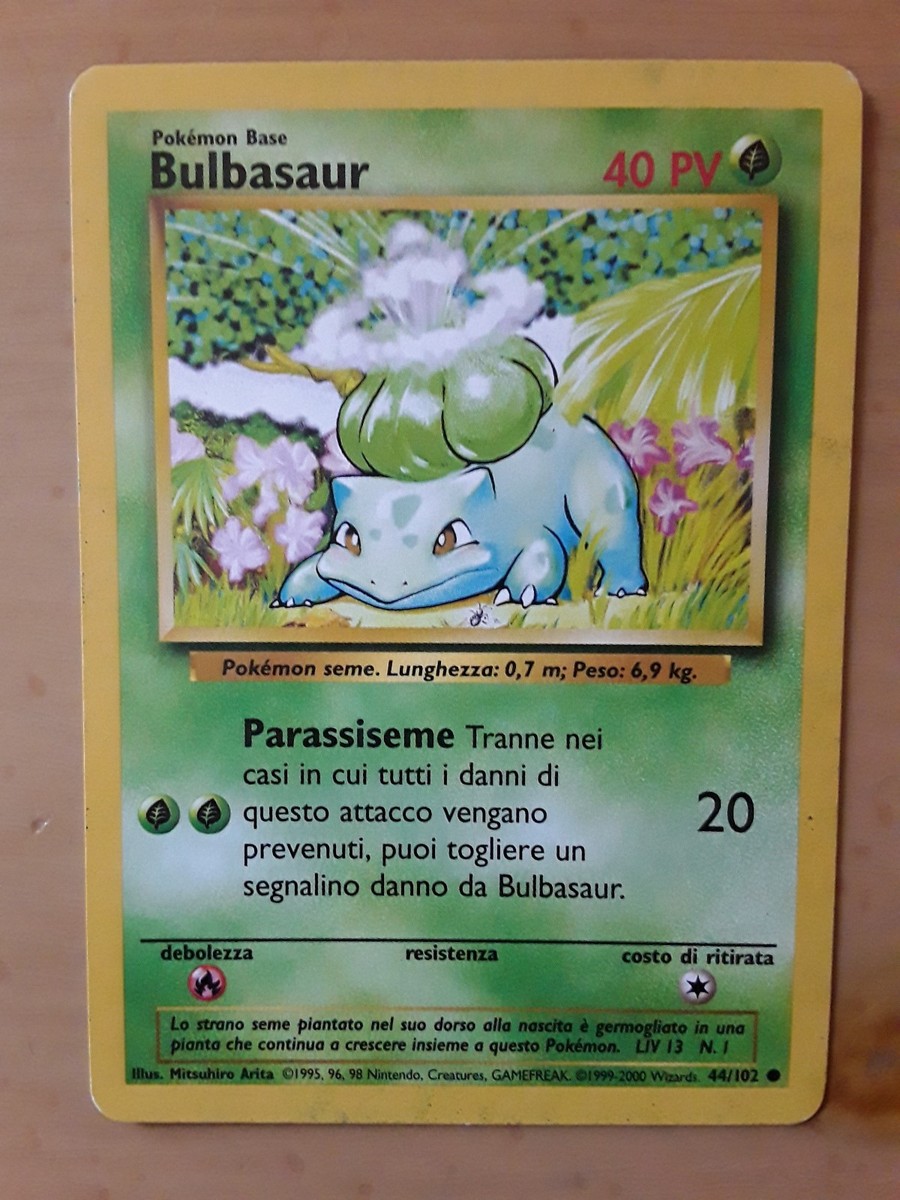 Pokémon Base
Bulbasaur
40 PV
Pokémon seme. Lunghezza: 0,7 m; Peso: 6,9 kg.
Parassiseme Tranne nei
casi in cui tutti i danni di
questo attacco vengano
prevenuti, puoi togliere un
segnalino danno da Bulbasaur.
20
debolezza resistenza costo di ritirata
Lo strano seme piantato nel suo dorso alla nascita è germogliato in una
pianta che continua a crescere insieme a questo Pokémon. LIV 13 N. 1
Illus. Mitsuhiro Arita ©1995, 96, 98 Nintendo, Creatures, GAMEFREAK. ©1999-2000 Wizards. 44/102